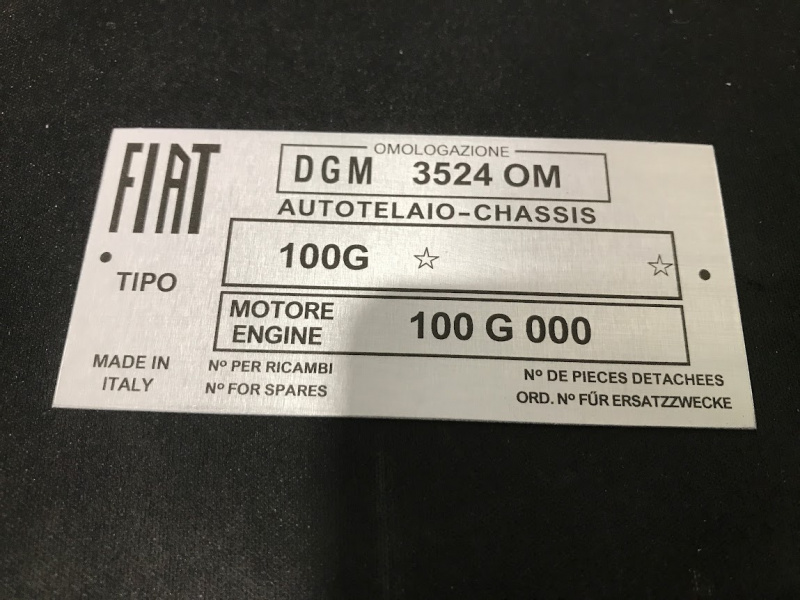 FIAT
OMOLOGAZIONE
DGM 3524 OM
AUTOTELAIO-CHASSIS
TIPO
100G ☆ ☆
MOTORE
ENGINE
100 G 000
MADE IN
ITALY
Nº PER RICAMBI
Nº FOR SPARES
Nº DE PIECES DETACHEES
ORD. Nº FŰR ERSATZZWECKE